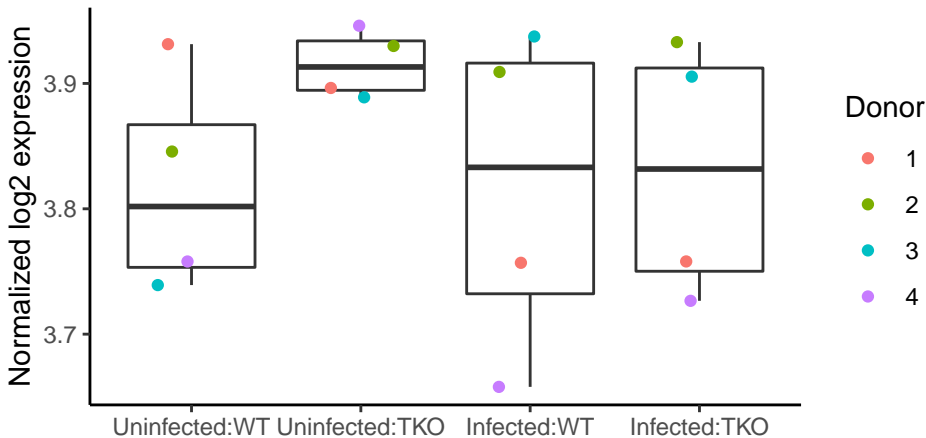 Normalized log2 expression
3.9
3.8
3.7
Uninfected:WT Uninfected:TKO Infected:WT Infected:TKO
Donor
1
2
3
4